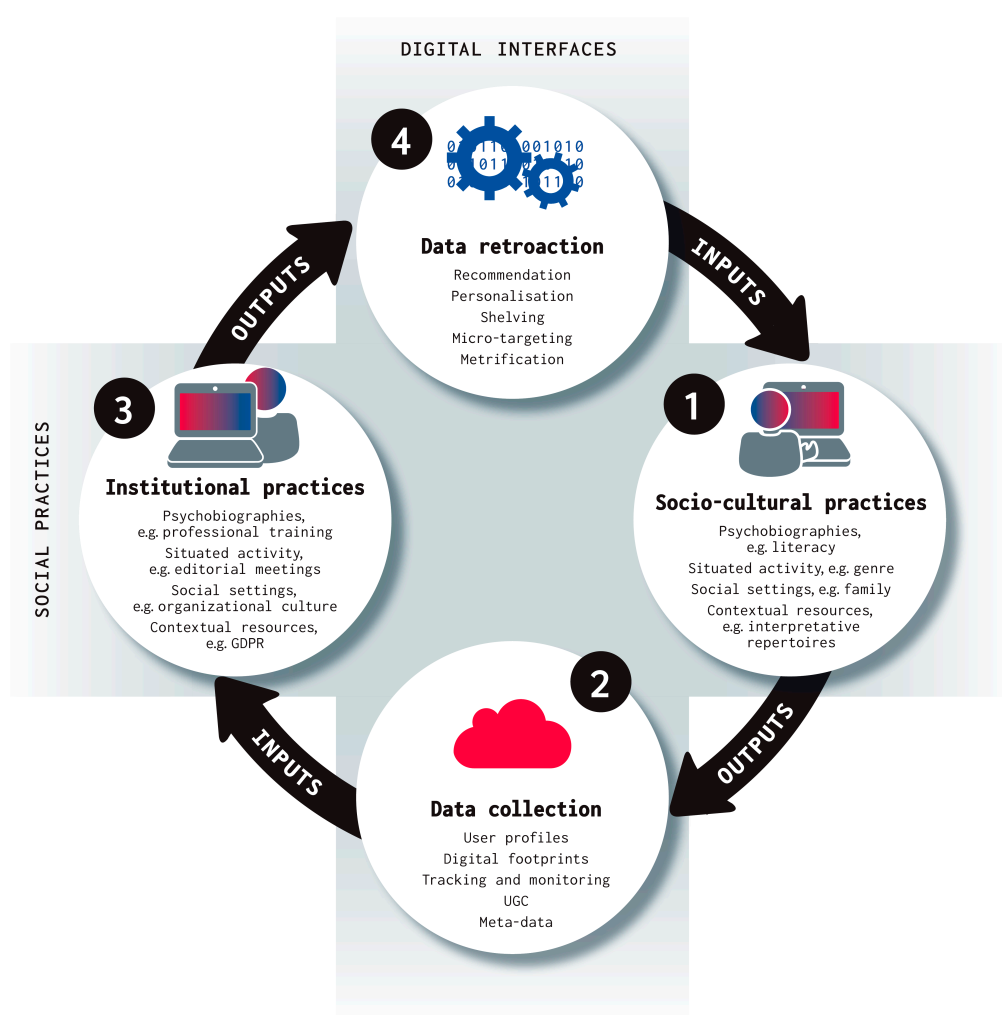 DIGITAL INTERFACES
4
Data retroaction
Recommendation
Personalisation
Shelving
Micro-targeting
Metrification
INPUTS
1
Socio-cultural practices
Psychobiographies,
e.g. literacy
Situated activity, e.g. genre
Social settings, e.g. family
Contextual resources,
e.g. interpretative
repertoires
OUTPUTS
2
Data collection
User profiles
Digital footprints
Tracking and monitoring
UGC
Meta-data
INPUTS
3
Institutional practices
Psychobiographies,
e.g. professional training
Situated activity,
e.g. editorial meetings
Social settings,
e.g. organizational culture
Contextual resources,
e.g. GDPR
OUTPUTS
SOCIAL PRACTICES